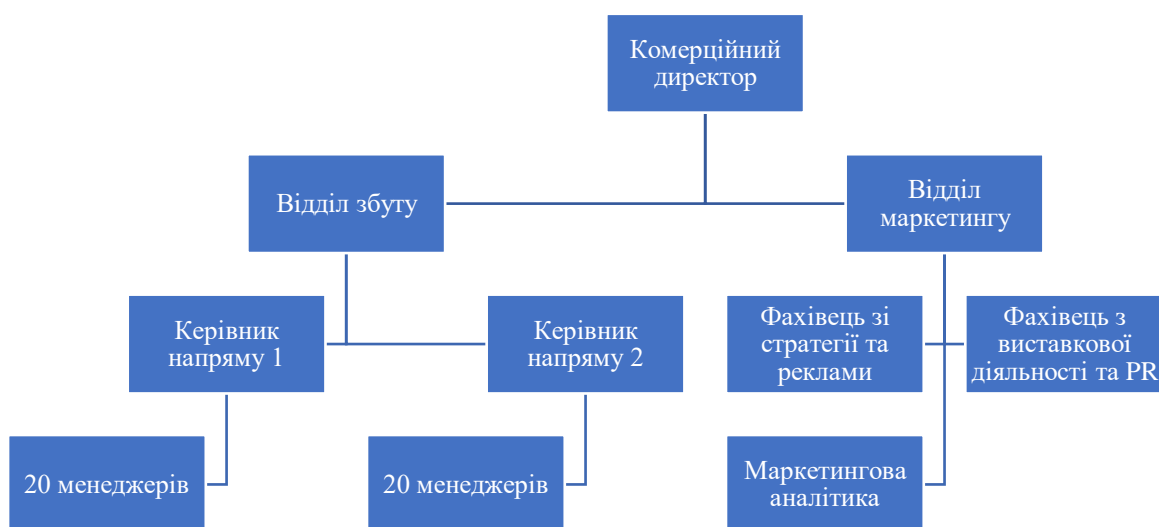 Комерційний
директор
Відділ збуту
Відділ
маркетингу
Керівник
напряму 1
Керівник
напряму 2
Фахівець зі
стратегії та
реклами
Фахівець з
виставкової
діяльності та PR
20 менеджерів
20 менеджерів
Маркетингова
аналітика